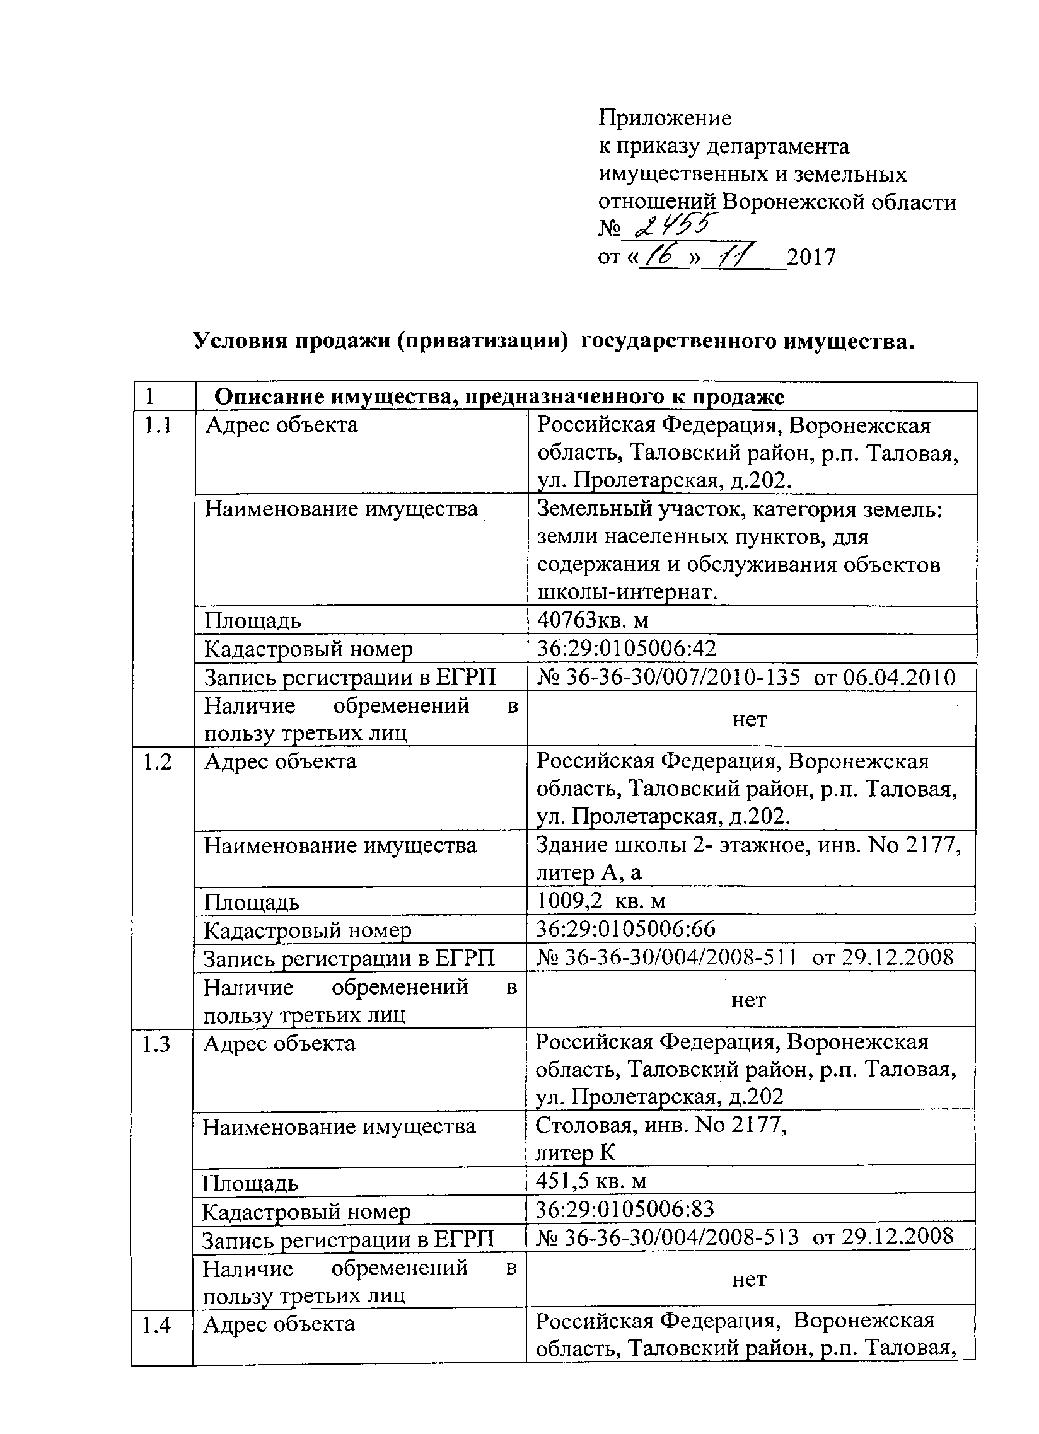 Приложение
к приказу департамента
имущественных и земельных
отношений Воронежской области
№ 2455
от «16» 11 2017
Условия продажи (приватизации) государственного имущества.
1 Описание имущества, предназначенного к продаже
1.1 Адрес объекта Российская Федерация, Воронежская
область, Таловский район, р.п. Таловая,
ул. Пролетарская, д.202.
Наименование имущества Земельный участок, категория земель:
земли населенных пунктов, для
содержания и обслуживания объектов
школы-интернат.
Площадь 40763кв. м
Кадастровый номер 36:29:0105006:42
Запись регистрации в ЕГРП № 36-36-30/007/2010-135 от 06.04.2010
Наличие обременений в
пользу третьих лиц нет
1.2 Адрес объекта Российская Федерация, Воронежская
область, Таловский район, р.п. Таловая,
ул. Пролетарская, д.202.
Наименование имущества Здание школы 2- этажное, инв. No 2177,
литер А, а
Площадь 1009,2 кв. м
Кадастровый номер 36:29:0105006:66
Запись регистрации в ЕГРП № 36-36-30/004/2008-511 от 29.12.2008
Наличие обременений в
пользу третьих лиц нет
1.3 Адрес объекта Российская Федерация, Воронежская
область, Таловский район, р.п. Таловая,
ул. Пролетарская, д.202
Наименование имущества Столовая, инв. No 2177,
литер К
Площадь 451,5 кв. м
Кадастровый номер 36:29:0105006:83
Запись регистрации в ЕГРП № 36-36-30/004/2008-513 от 29.12.2008
Наличие обременений в
пользу третьих лиц нет
1.4 Адрес объекта Российская Федерация, Воронежская
область, Таловский район, р.п. Таловая,